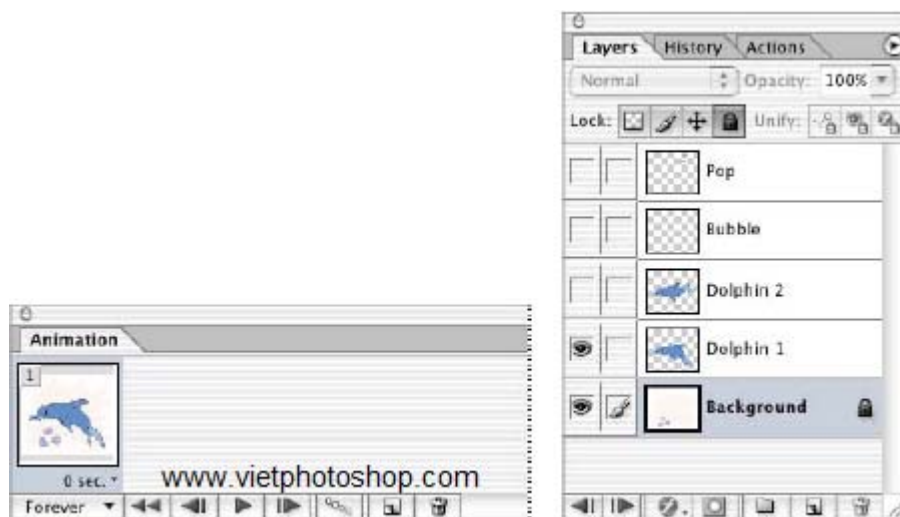 Animation
1
0 sec.
www.vietphotoshop.com
Forever
Layers History Actions
Normal Opacity: 100%
Lock: Unify:
Pop
Bubble
Dolphin 2
Dolphin 1
Background